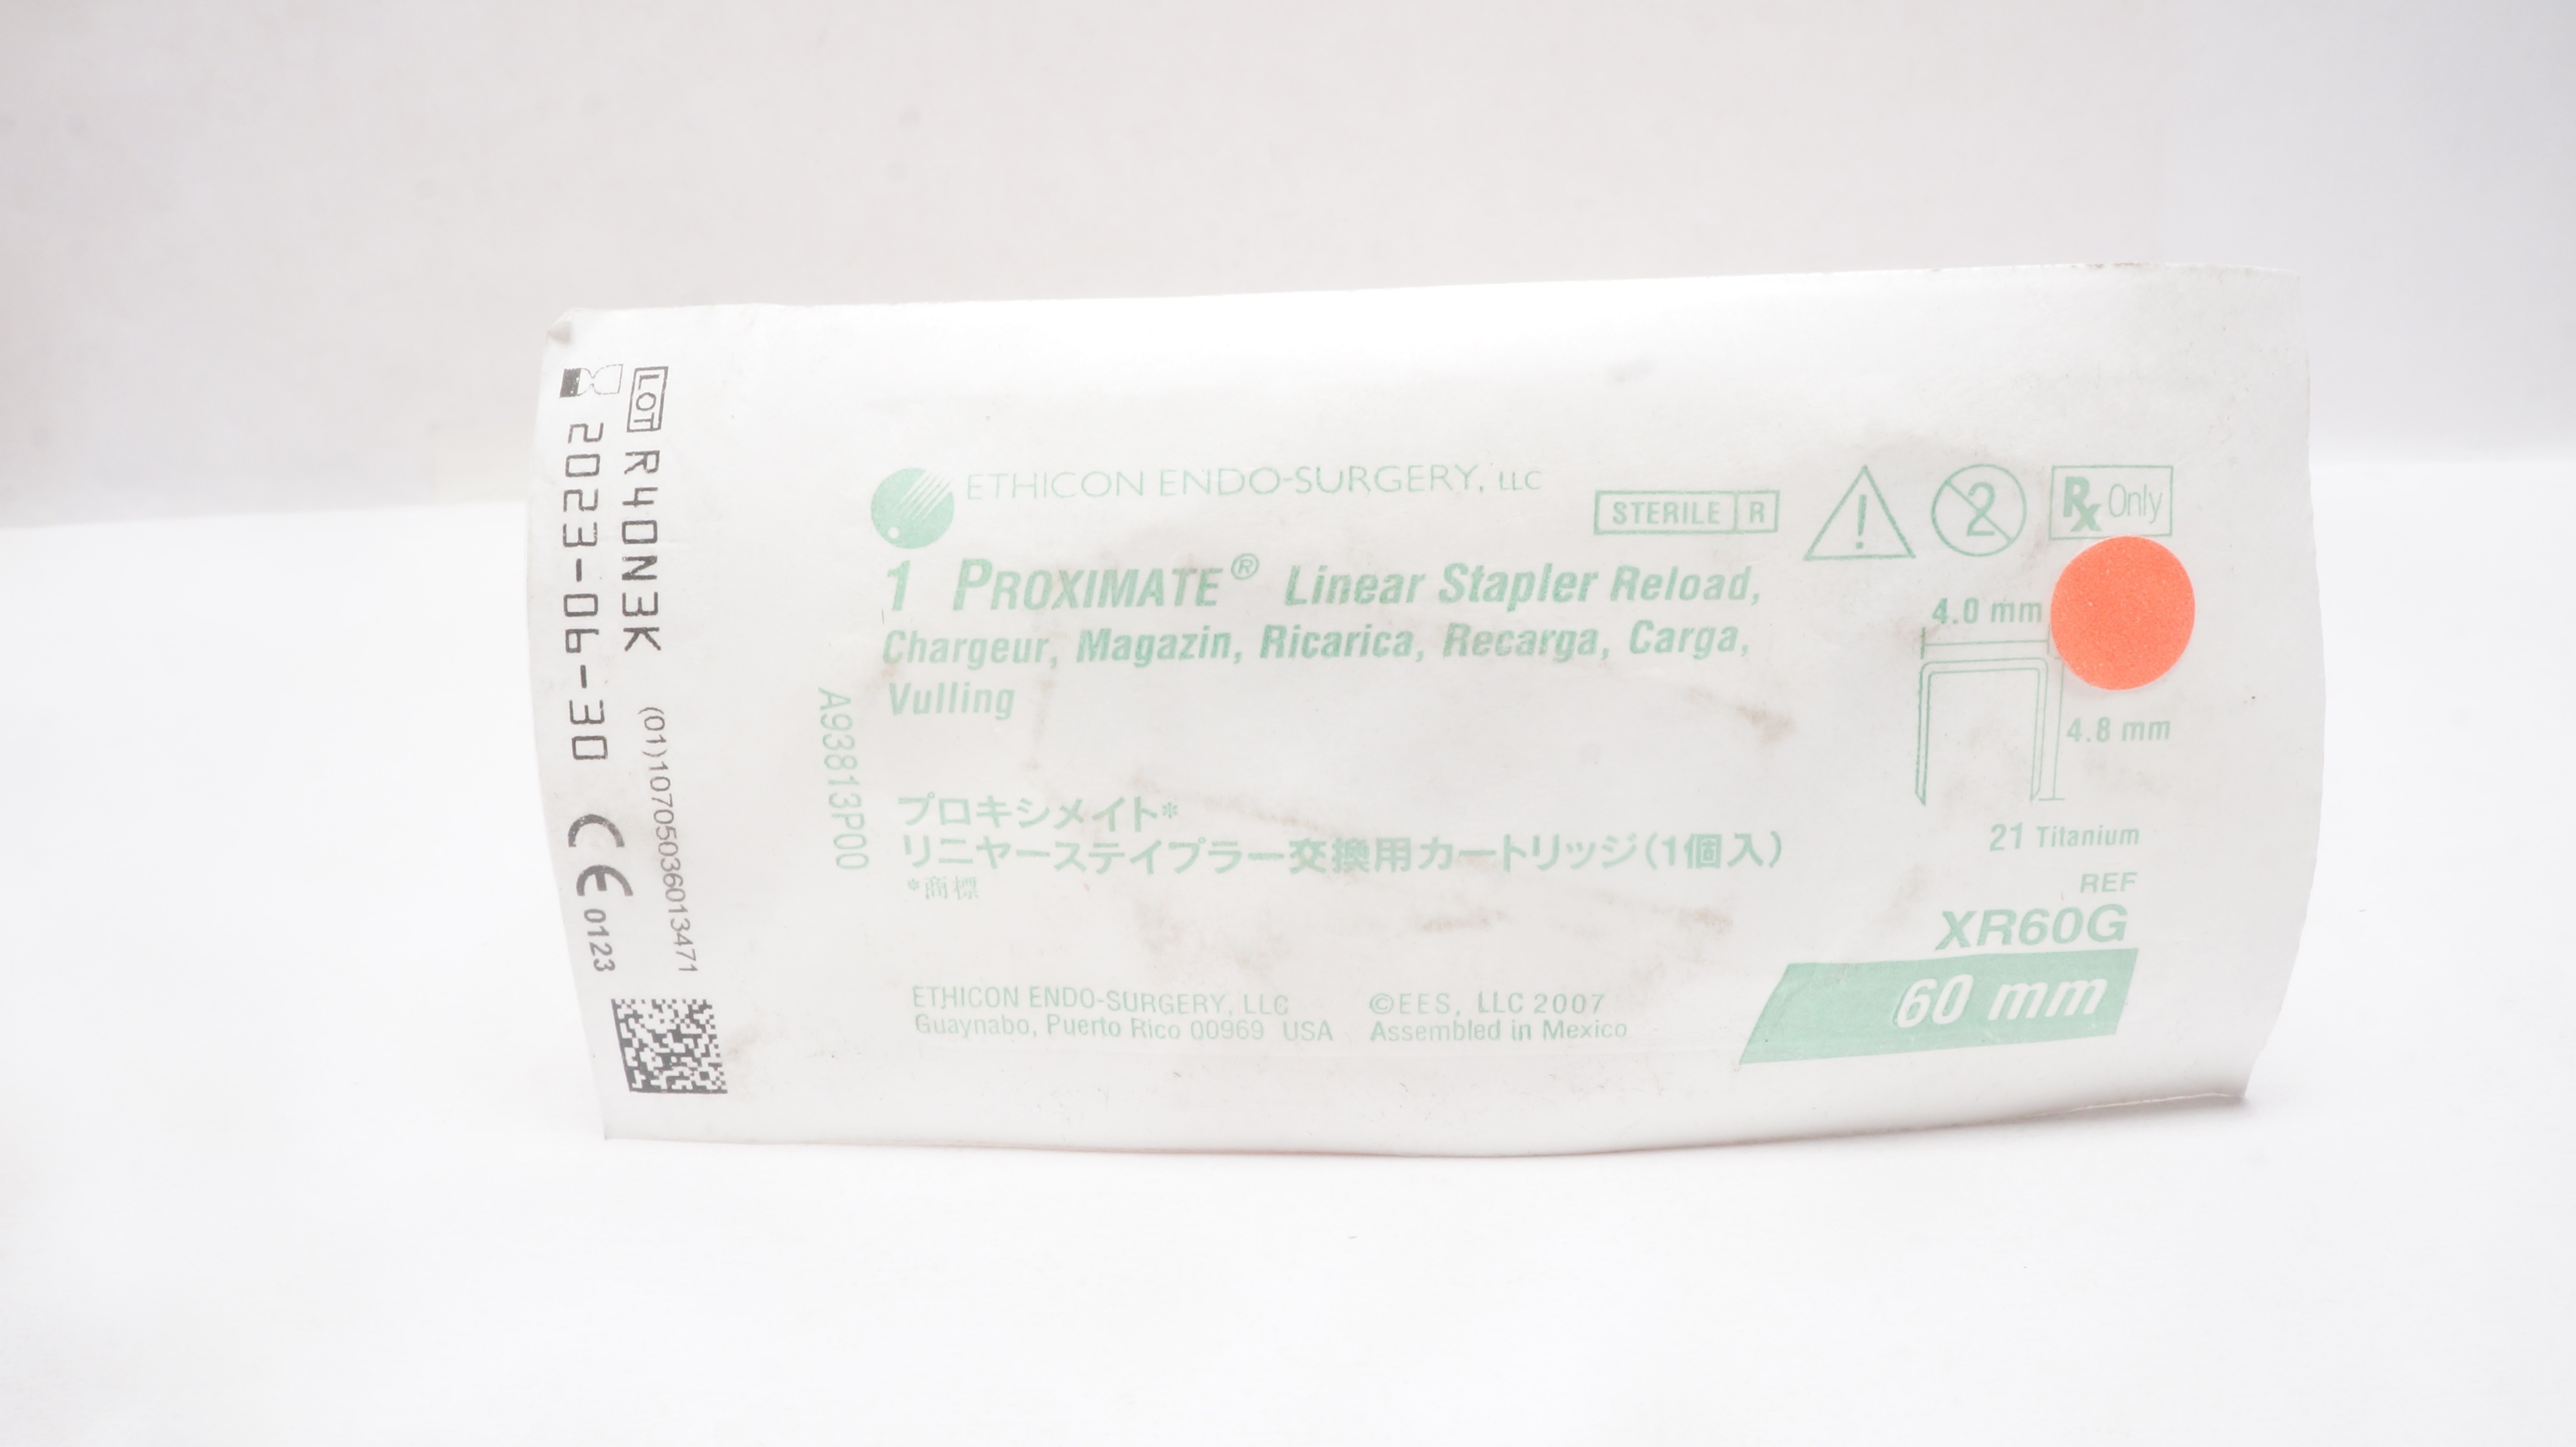 LOT R40N3K (01)10705036013471
2023-06-30 CE 0123
ETHICON ENDO-SURGERY, LLC
STERILE R
2
Rx Only
1 PROXIMATE® Linear Stapler Reload,
Chargeur, Magazin, Ricarica, Recarga, Carga,
Vulling
A93813P00
プロキシメイト*
リニヤーステイプラー交換用カートリッジ(1個入)
*商標
4.0 mm
4.8 mm
21 Titanium
REF
XR60G
60 mm
ETHICON ENDO-SURGERY, LLC
Guaynabo, Puerto Rico 00969 USA
©EES, LLC 2007
Assembled in Mexico